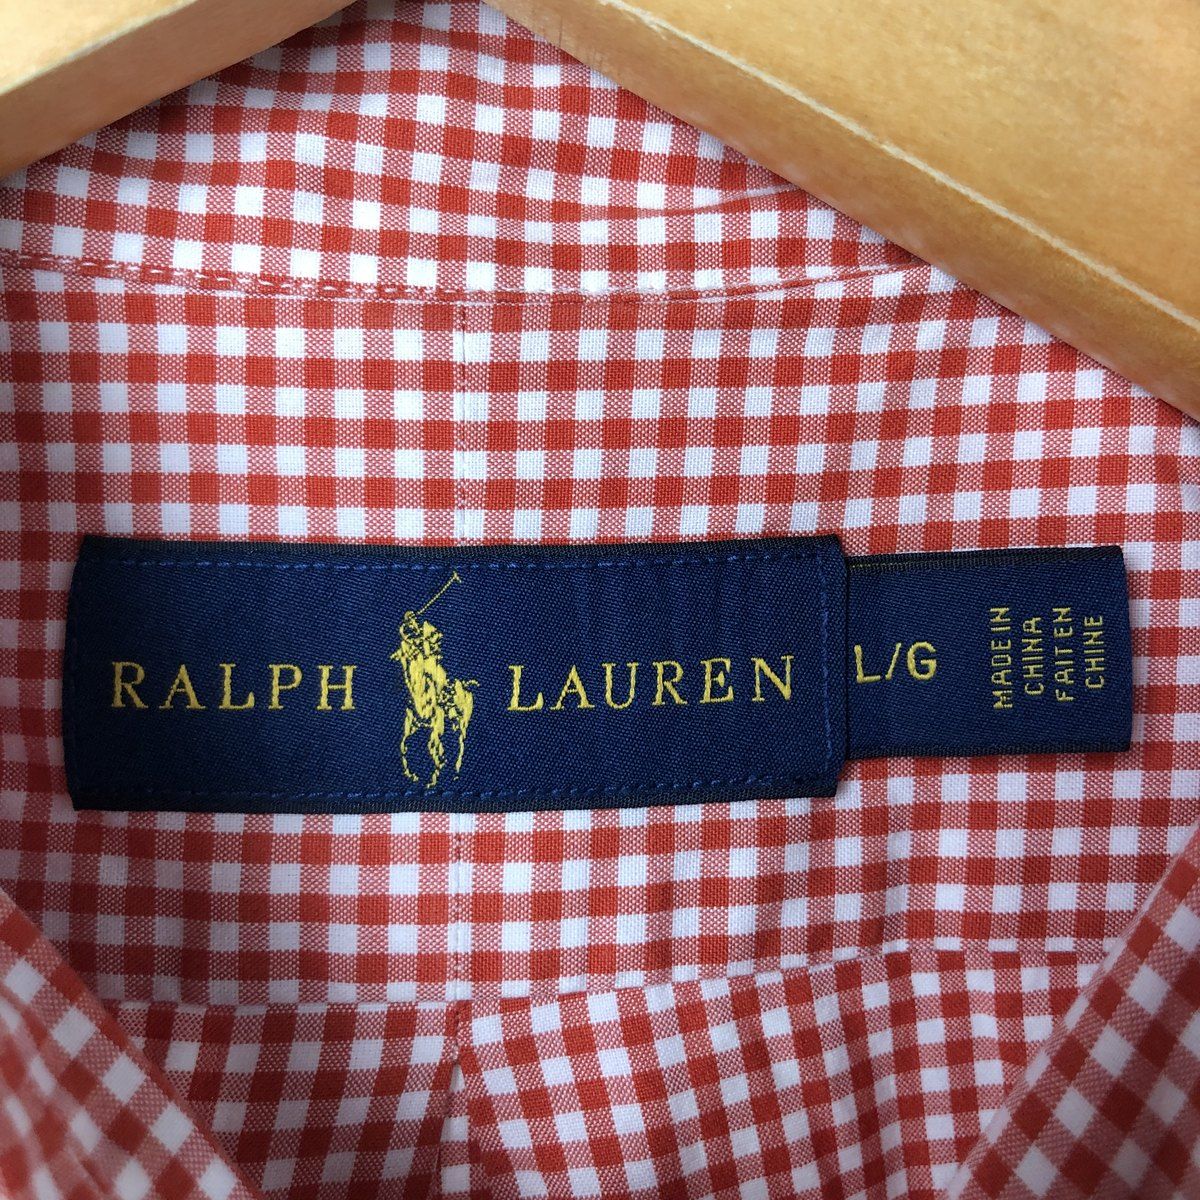 RALPH LAUREN
L/G
MADE IN
CHINA
FAIT EN
CHINE